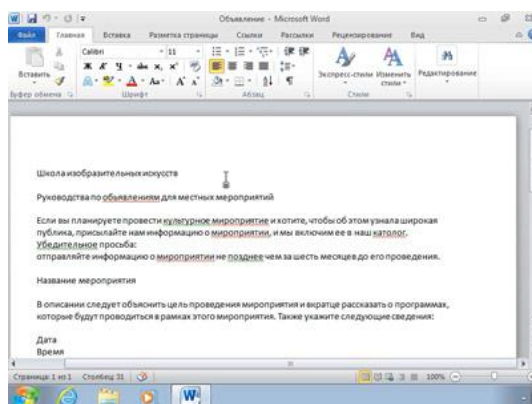 Объявление - Microsoft Word
Файл Главная Вставка Разметка страницы Ссылки Рассылки Рецензирование Вид
Calibri 11
Вставить
Ж К Ч abc x, x²
Экспресс-стили Изменить стили Редактирование
Буфер обмена Шрифт Абзац Стили
Школа изобразительных искусств
Руководства по объявлениям для местных мероприятий
Если вы планируете провести культурное мероприятие и хотите, чтобы об этом узнала широкая
публика, присылайте нам информацию о мероприятии, и мы включим ее в наш католог.
Убедительное просьба:
отправляйте информацию о мероприятии не позднее чем за шесть месяцев до его проведения.
Название мероприятия
В описании следует объяснить цель проведения мероприятия и вкратце рассказать о программах,
которые будут проводиться в рамках этого мероприятия. Также укажите следующие сведения:
Дата
Время
Страница: 1 из 1 Столбец: 31 100%